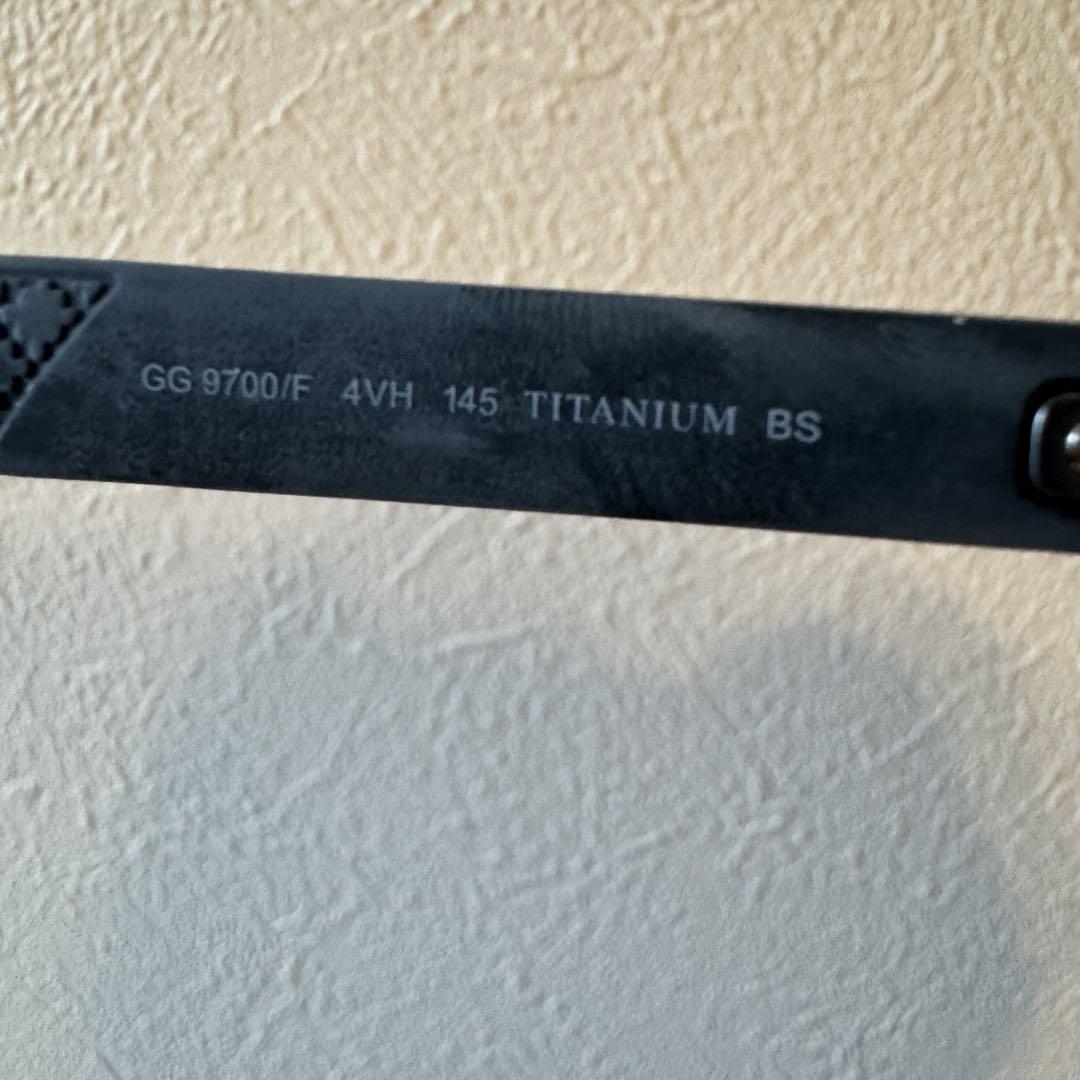 GG 9700/F 4VH 145 TITANIUM BS